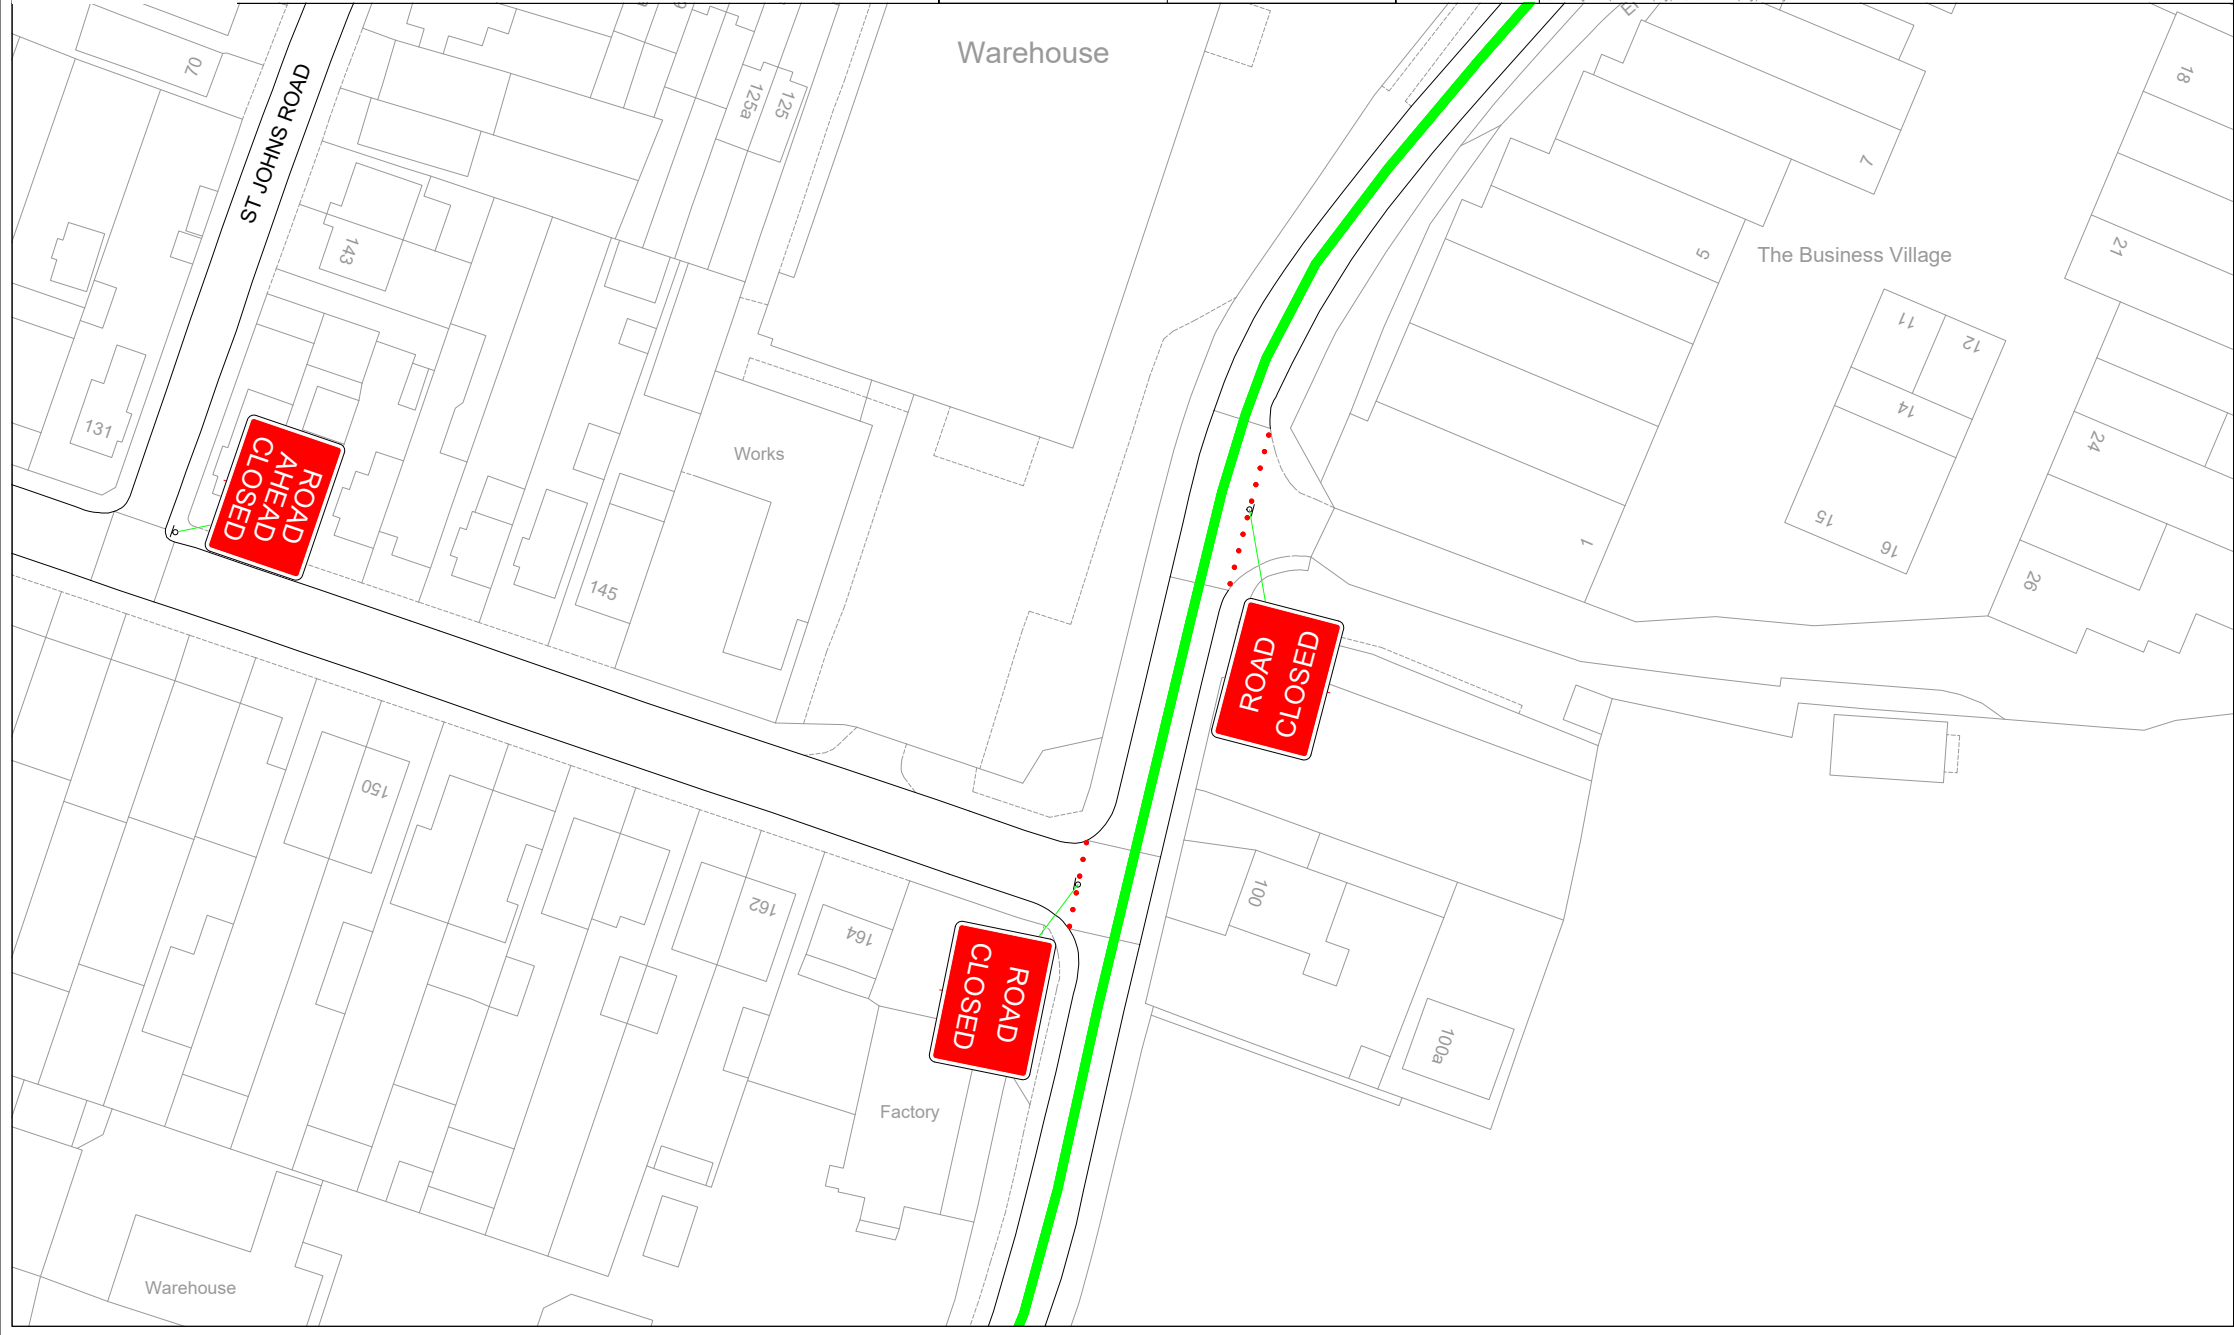 Warehouse
70
ST JOHNS ROAD
125a
125
18
7
143
5
The Business Village
21
11
12
131
14
Works
24
ROAD
AHEAD
CLOSED
15
1
16
145
26
ROAD
CLOSED
150
162
164
100
ROAD
CLOSED
100a
Factory
Warehouse